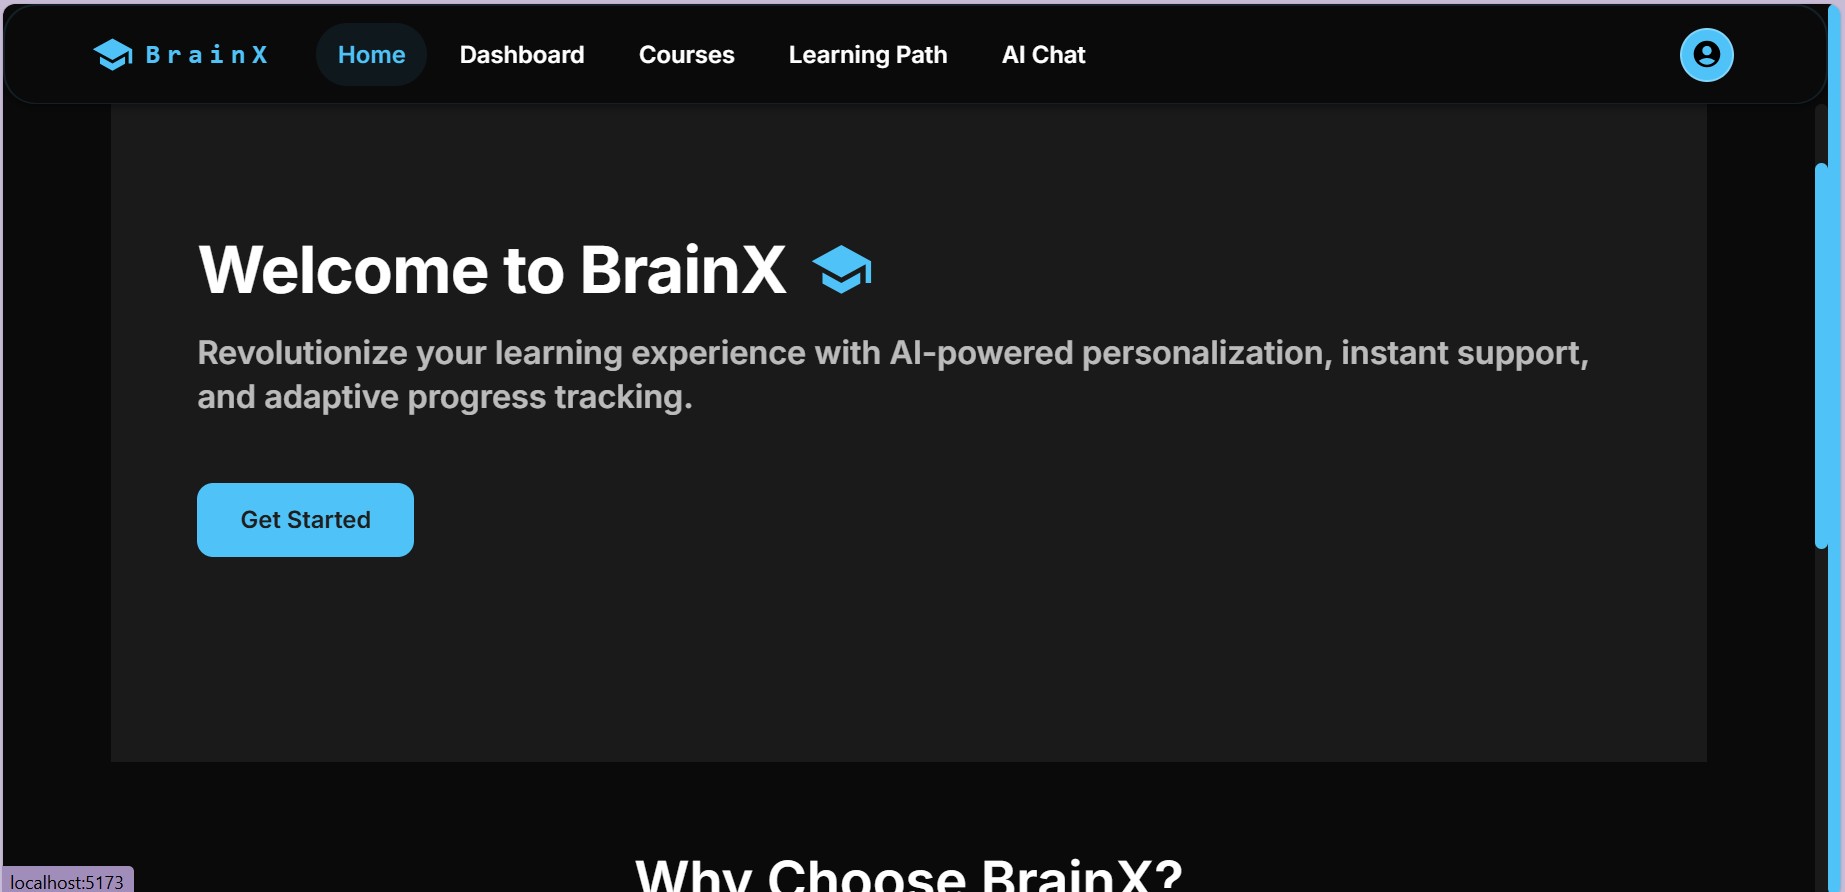 BrainX Home Dashboard Courses Learning Path AI Chat
Welcome to BrainX
Revolutionize your learning experience with AI-powered personalization, instant support,
and adaptive progress tracking.
Get Started
Why Choose BrainX?
localhost:5173